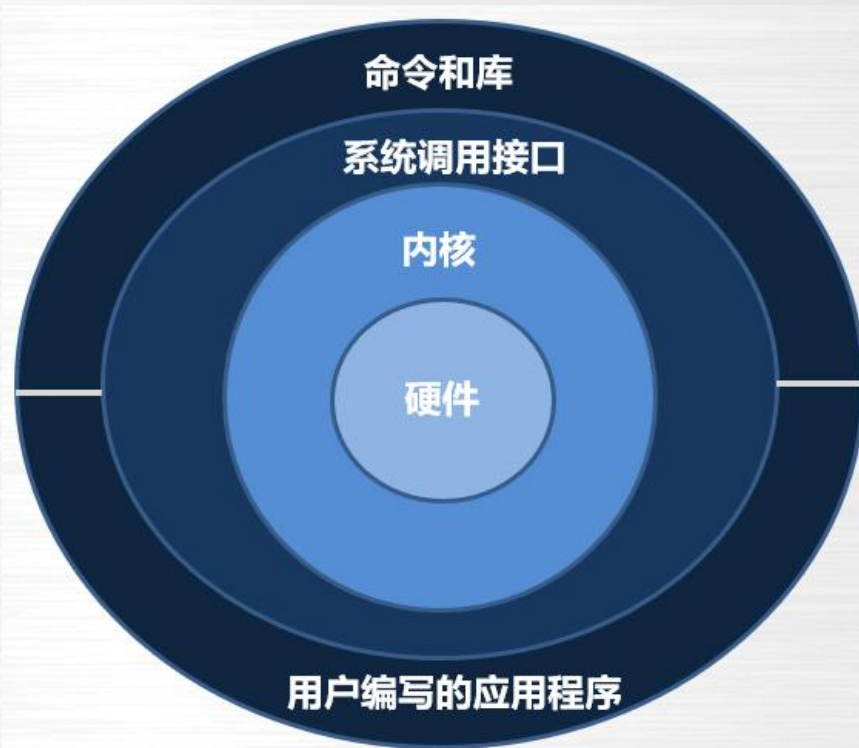 命令和库
系统调用接口
内核
硬件
用户编写的应用程序